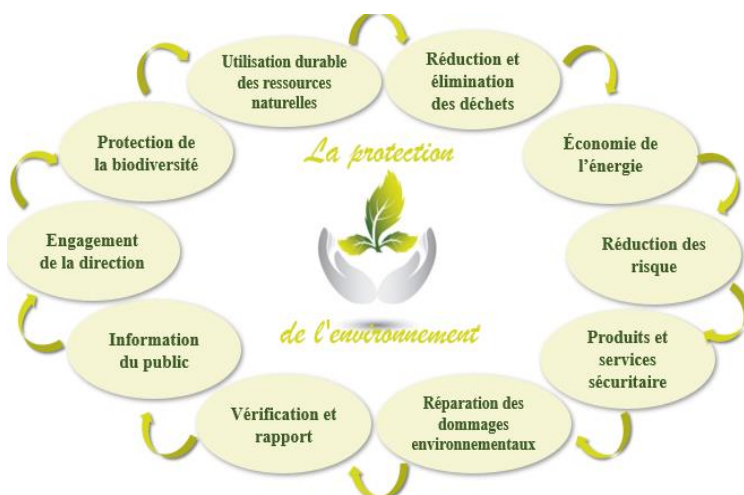 Utilisation durable
des ressources
naturelles
Réduction et
élimination
des déchets
Économie de
l'énergie
Réduction des
risque
Produits et
services
sécuritaire
Réparation des
dommages
environnementaux
Vérification et
rapport
Information
du public
Engagement
de la direction
Protection de
la biodiversité
La protection
de l'environnement